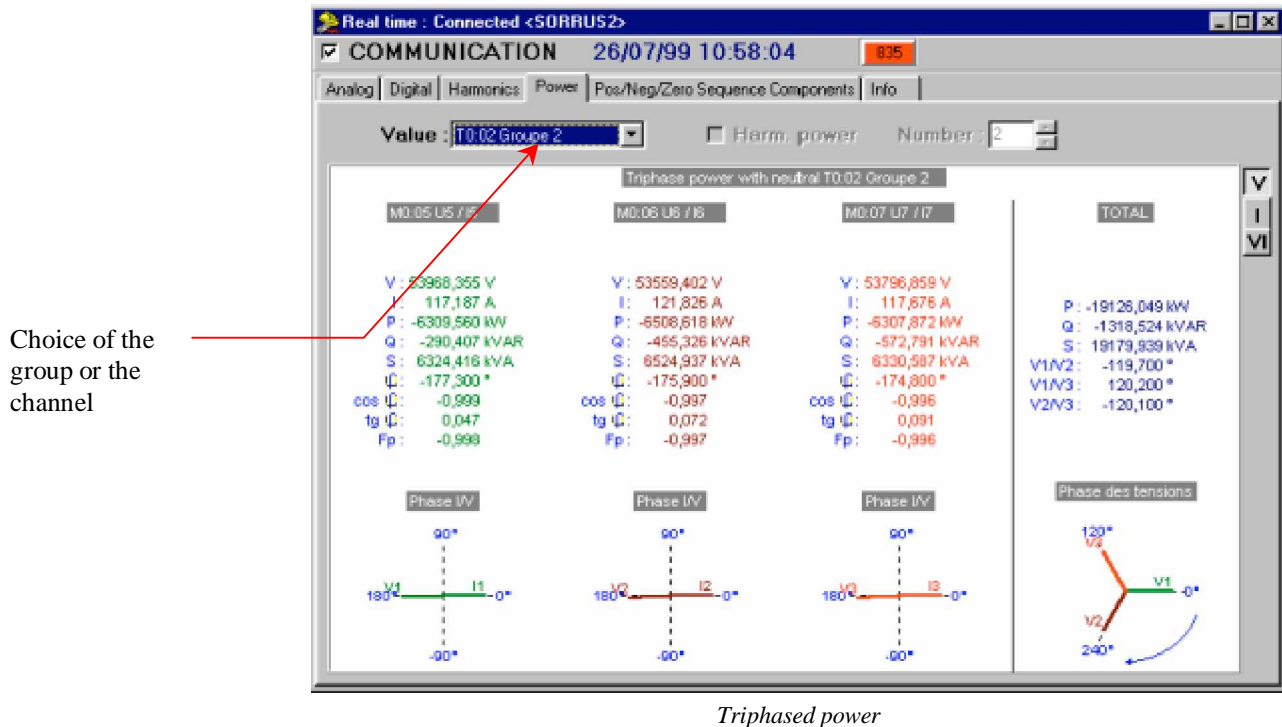 Real time : Connected <SORRUS2>
COMMUNICATION 26/07/99 10:58:04 835
Analog Digital Harmonics Power Pos/Neg/Zero Sequence Components Info
Value : T0:02 Groupe 2 Harm. power Number : 2
Triphase power with neutral T0:02 Groupe 2
V
I
VI
M0:05 U5 / I5 M0:06 U6 / I6 M0:07 U7 / I7 TOTAL
V : 53968,355 V V : 53559,402 V V : 53796,859 V
I : 117,187 A I : 121,826 A I : 117,676 A
P : -6309,560 kW P : -6508,618 kW P : -6307,872 kW P : -19126,049 kW
Q : -290,407 kVAR Q : -455,326 kVAR Q : -572,791 kVAR Q : -1318,524 kVAR
S : 6324,416 kVA S : 6524,937 kVA S : 6330,587 kVA S : 19179,939 kVA
: -177,300 ° : -175,900 ° : -174,800 ° V1/V2 : -119,700 °
cos : -0,999 cos : -0,997 cos : -0,996 V1/V3 : 120,200 °
tg : 0,047 tg : 0,072 tg : 0,091 V2/V3 : -120,100 °
Fp : -0,998 Fp : -0,997 Fp : -0,996
Choice of the
group or the
channel
Phase I/V Phase I/V Phase I/V Phase des tensions
90° 90° 90° 120°
V3
180° V1 I1 -0° 180° V2 I2 -0° 180° V3 I3 -0° V1 -0°
V2
-90° -90° -90° 240°
Triphased power